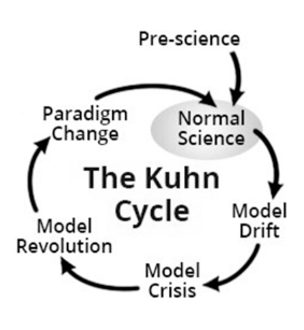 Pre-science
Normal
Science
Model
Drift
Model
Crisis
Model
Revolution
Paradigm
Change
The Kuhn
Cycle